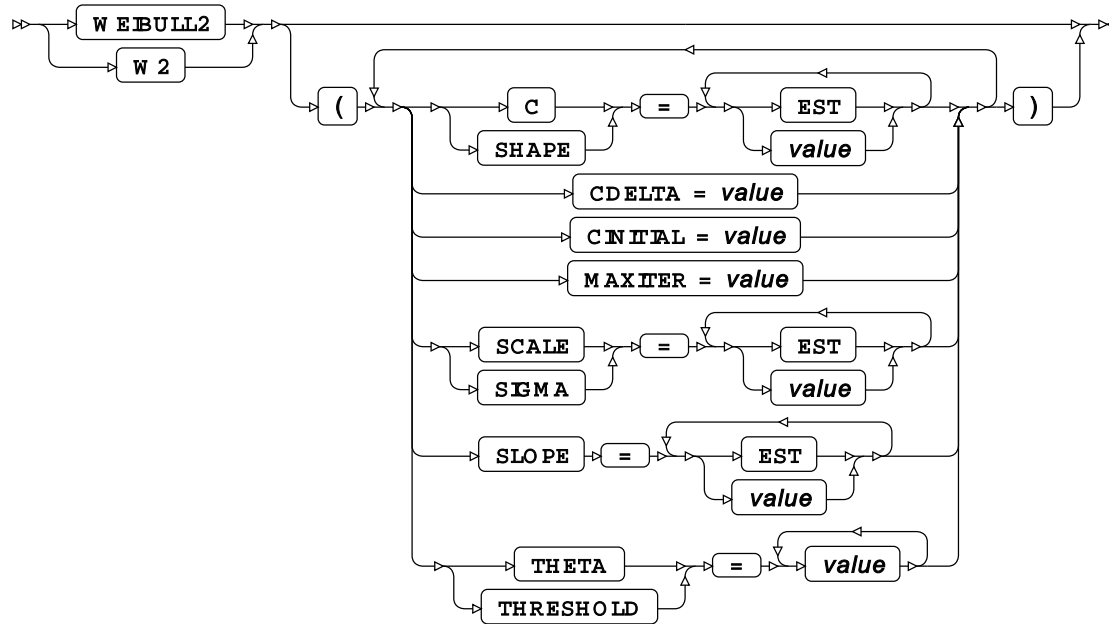 WEIBULL2
W2
( C = EST )
SHAPE value
CDELTA = value
CINITIAL = value
MAXITER = value
SCALE = EST
SIGMA value
SLOPE = EST
value
THETA = value
THRESHOLD